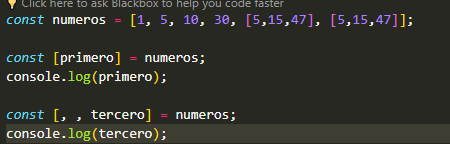 Click here to ask Blackbox to help you code faster
const numeros = [1, 5, 10, 30, [5,15,47], [5,15,47]];
const [primero] = numeros;
console.log(primero);
const [, , tercero] = numeros;
console.log(tercero);